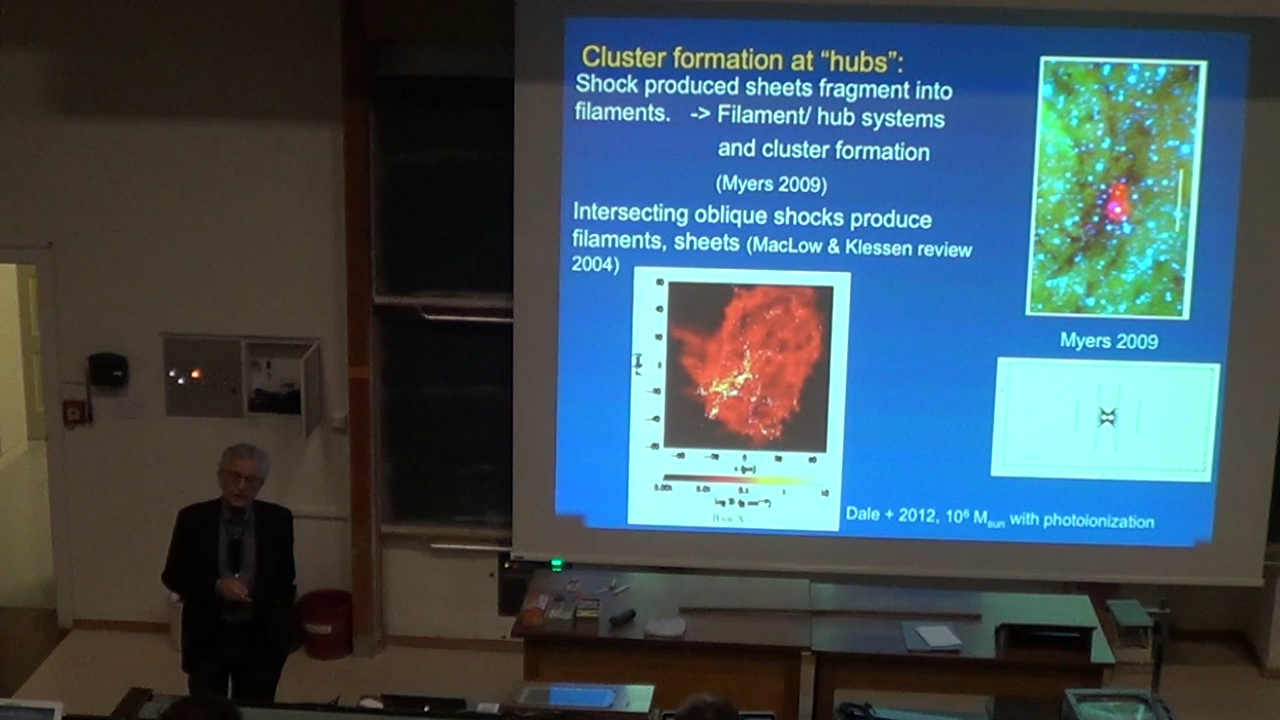 Cluster formation at “hubs”:
Shock produced sheets fragment into
filaments. -> Filament/ hub systems
and cluster formation
(Myers 2009)
Intersecting oblique shocks produce
filaments, sheets (MacLow & Klessen review
2004)
Myers 2009
Dale + 2012, 10⁶ Msun with photoionization